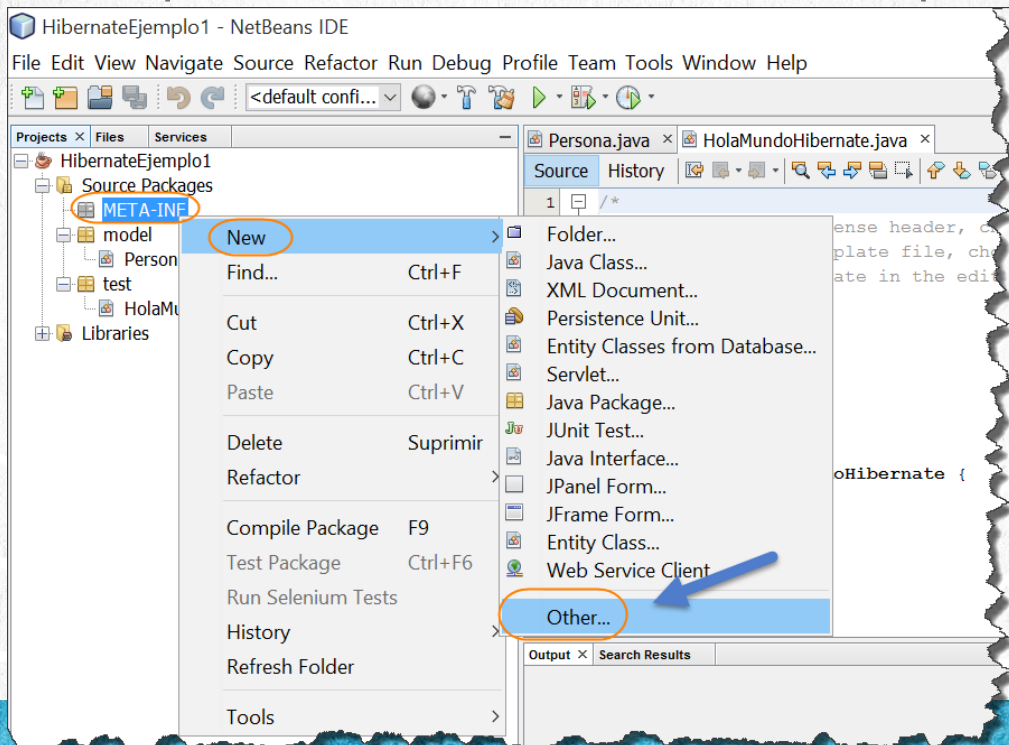 HibernateEjemplo1 - NetBeans IDE
File Edit View Navigate Source Refactor Run Debug Profile Team Tools Window Help
<default confi...
Projects × Files Services
Persona.java × HolaMundoHibernate.java ×
HibernateEjemplo1
Source Packages
META-INF
model
Person
test
HolaMu
Libraries
Source History
1 /*
ense header, c
plate file, cho
ate in the edit
oHibernate {
New >
Find... Ctrl+F
Cut Ctrl+X
Copy Ctrl+C
Paste Ctrl+V
Delete Suprimir
Refactor >
Compile Package F9
Test Package Ctrl+F6
Run Selenium Tests
History >
Refresh Folder
Tools >
Folder...
Java Class...
XML Document...
Persistence Unit...
Entity Classes from Database...
Servlet...
Java Package...
JUnit Test...
Java Interface...
JPanel Form...
JFrame Form...
Entity Class...
Web Service Client
Other...
Output × Search Results